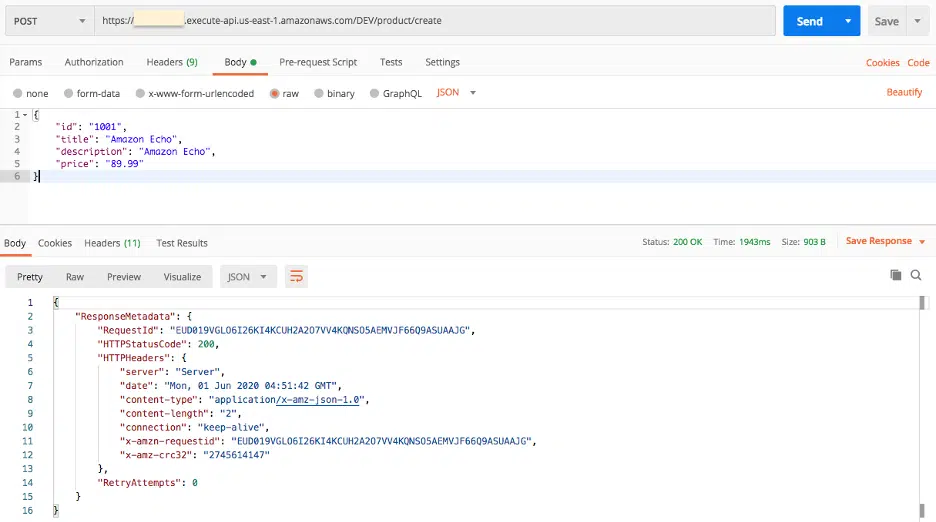 POST https:// .execute-api.us-east-1.amazonaws.com/DEV/product/create Send Save
Params Authorization Headers (9) Body Pre-request Script Tests Settings Cookies Code
none form-data x-www-form-urlencoded raw binary GraphQL JSON Beautify
1 {
2 "id": "1001",
3 "title": "Amazon Echo",
4 "description": "Amazon Echo",
5 "price": "89.99"
6 }
Body Cookies Headers (11) Test Results Status: 200 OK Time: 1943ms Size: 903 B Save Response
Pretty Raw Preview Visualize JSON
1 {
2 "ResponseMetadata": {
3 "RequestId": "EUD019VGLO6I26KI4KCUH2A2O7VV4KQNSO5AEMVJF66Q9ASUAAJG",
4 "HTTPStatusCode": 200,
5 "HTTPHeaders": {
6 "server": "Server",
7 "date": "Mon, 01 Jun 2020 04:51:42 GMT",
8 "content-type": "application/x-amz-json-1.0",
9 "content-length": "2",
10 "connection": "keep-alive",
11 "x-amzn-requestid": "EUD019VGLO6I26KI4KCUH2A2O7VV4KQNSO5AEMVJF66Q9ASUAAJG",
12 "x-amz-crc32": "2745614147"
13 },
14 "RetryAttempts": 0
15 }
16 }